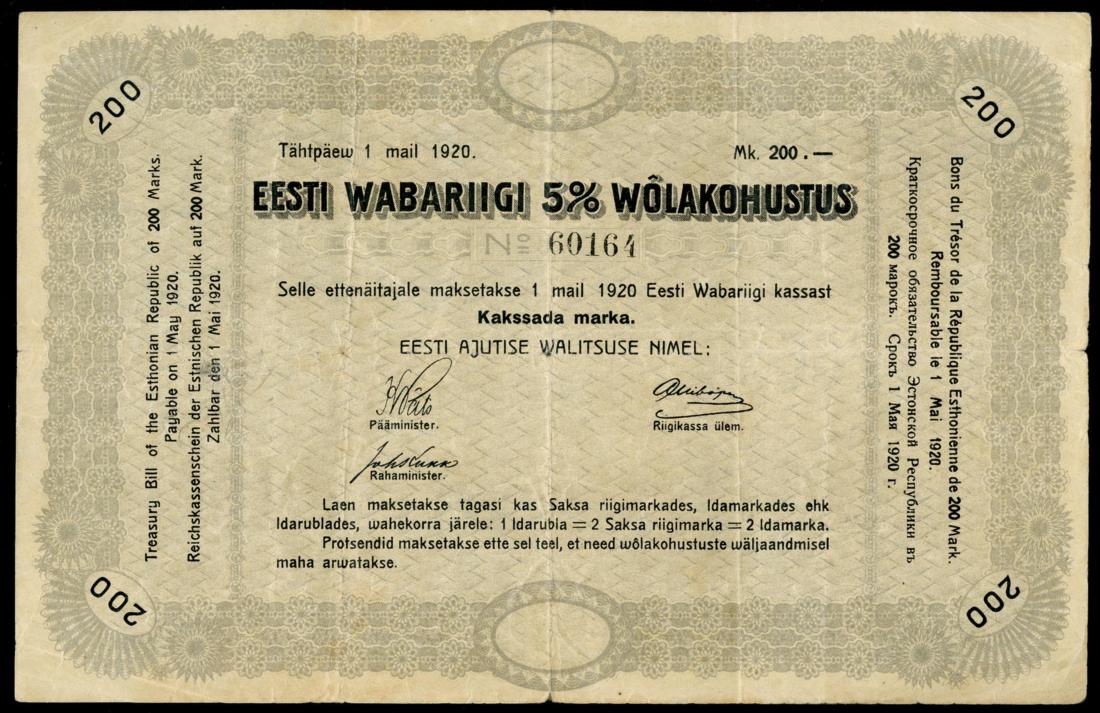 200
200
Tähtpäew 1 mail 1920.
Mk. 200.—
EESTI WABARIIGI 5% WÕLAKOHUSTUS
No 60164
Selle ettenäitajale maksetakse 1 mail 1920 Eesti Wabariigi kassast
Kakssada marka.
EESTI AJUTISE WALITSUSE NIMEL:
Pääminister.
Riigikassa ülem.
Rahaminister.
Laen maksetakse tagasi kas Saksa riigimarkades, Idamarkades ehk
Idarublades, wahekorra järele: 1 Idarubla = 2 Saksa riigimarka = 2 Idamarka.
Protsendid maksetakse ette sel teel, et need wôlakohustuste wäljaandmisel
maha arwatakse.
Treasury Bill of the Esthonian Republic of 200 Marks.
Payable on 1 May 1920.
Reichskassenschein der Estnischen Republik auf 200 Mark.
Zahlbar den 1 Mai 1920.
Bons du Trésor de la République Esthonienne de 200 Mark.
Remboursable le 1 Mai 1920.
Краткосрочное обязательство Эстонской Республики въ
200 марокъ. Срокъ 1 Мая 1920 г.
200
200